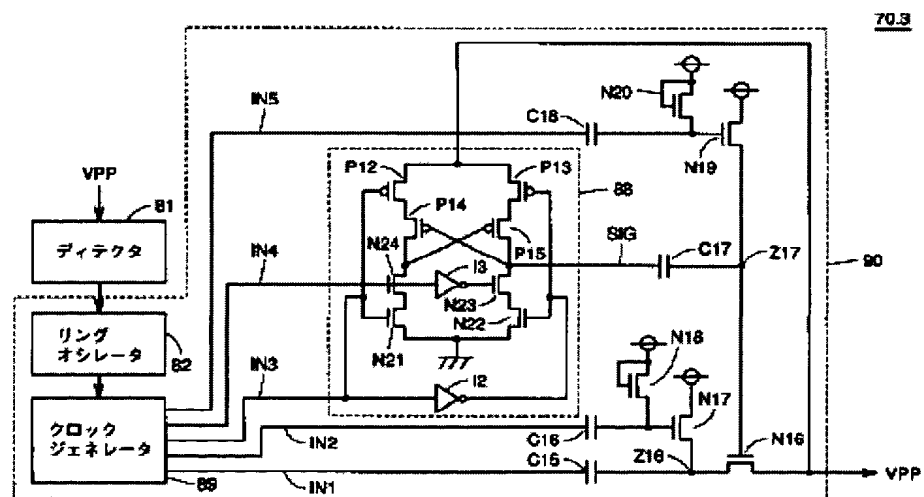 70.3
IN5
C18
N20
N19
P12
P13
88
P14
P15
VPP
81
ディテクタ
IN4
N24
I3
N23
SIG
C17
Z17
90
リング
オシレータ
82
N21
N22
IN3
I2
N18
N17
クロック
ジェネレータ
89
IN2
C16
N16
IN1
C15
Z16
VPP